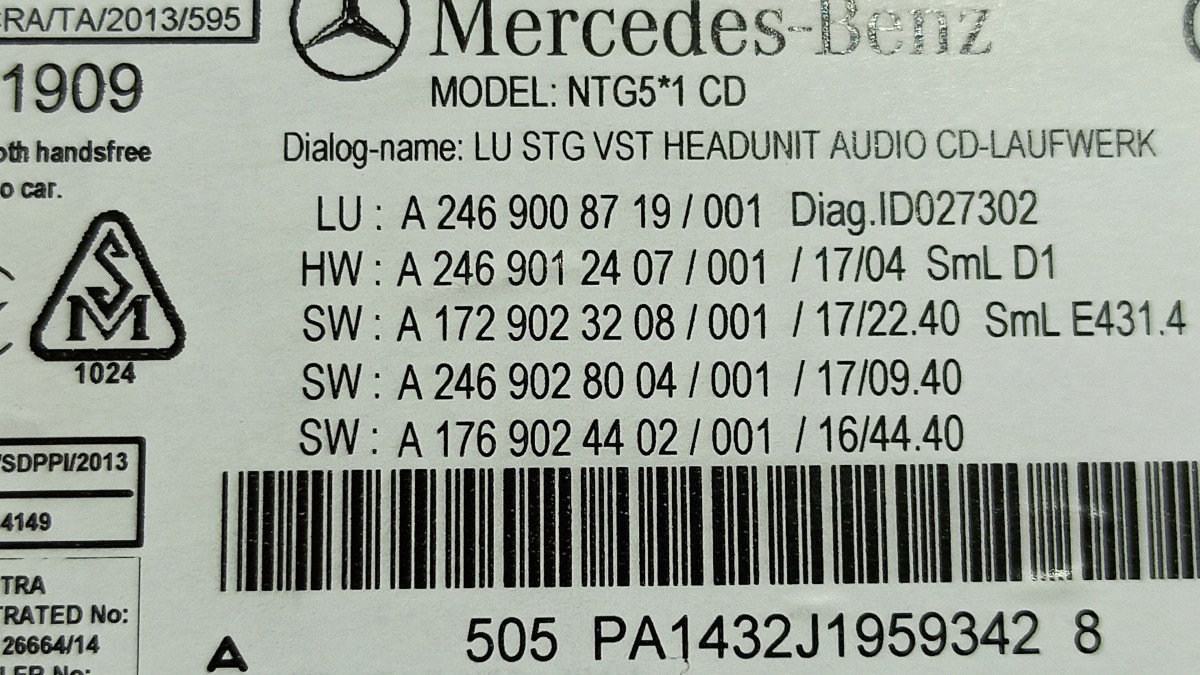 CRA/TA/2013/595
Mercedes-Benz
1909
MODEL: NTG5*1 CD
handsfree
Dialog-name: LU STG VST HEADUNIT AUDIO CD-LAUFWERK
car.
LU : A 246 900 87 19 / 001 Diag.ID027302
HW : A 246 901 24 07 / 001 / 17/04 SmL D1
SW : A 172 902 32 08 / 001 / 17/22.40 SmL E431.4
SM
1024
SW : A 246 902 80 04 / 001 / 17/09.40
SW : A 176 902 44 02 / 001 / 16/44.40
/SDPPI/2013
4149
TRA
TRATED No:
26664/14
A
505 PA1432J1959342 8